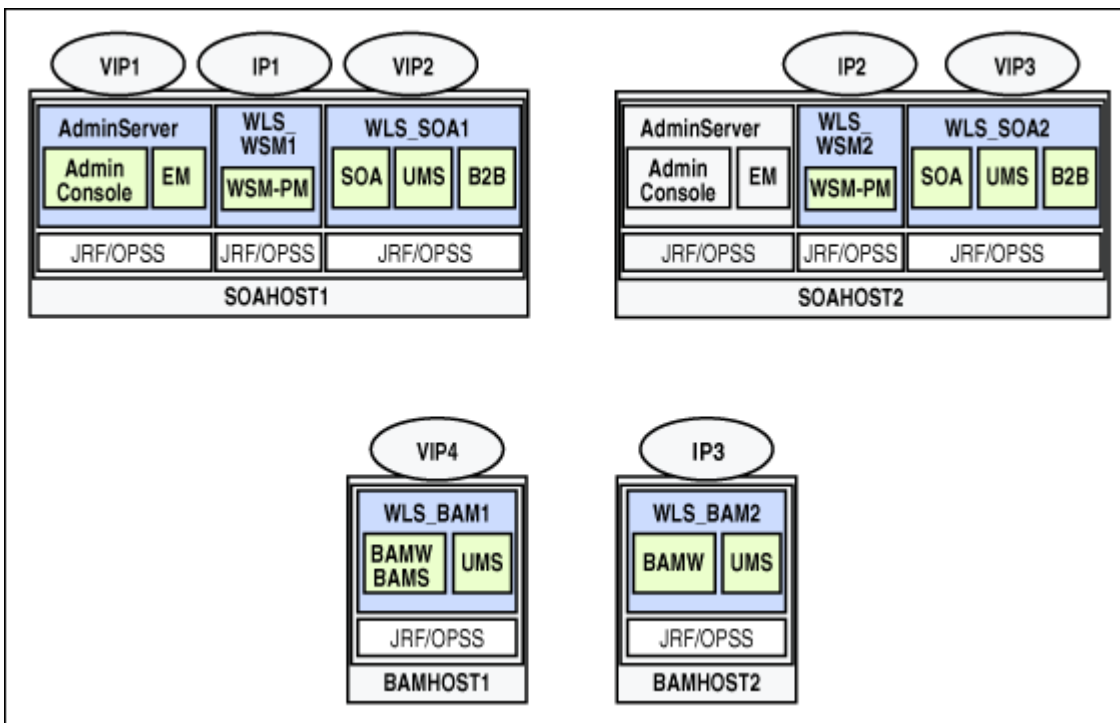 VIP1
IP1
VIP2
AdminServer
Admin
Console
EM
WLS_
WSM1
WSM-PM
WLS_SOA1
SOA
UMS
B2B
JRF/OPSS
JRF/OPSS
JRF/OPSS
SOAHOST1
IP2
VIP3
AdminServer
Admin
Console
EM
WLS_
WSM2
WSM-PM
WLS_SOA2
SOA
UMS
B2B
JRF/OPSS
JRF/OPSS
JRF/OPSS
SOAHOST2
VIP4
WLS_BAM1
BAMW
BAMS
UMS
JRF/OPSS
BAMHOST1
IP3
WLS_BAM2
BAMW
UMS
JRF/OPSS
BAMHOST2